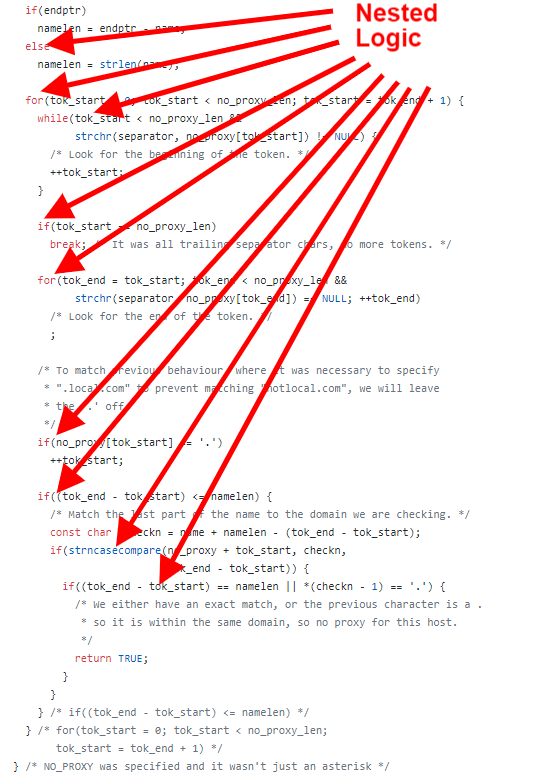 Nested
Logic
if(endptr)
namelen = endptr - name;
else
namelen = strlen(name);
for(tok_start = 0; tok_start < no_proxy_len; tok_start = tok_end + 1) {
while(tok_start < no_proxy_len &&
strchr(separator, no_proxy[tok_start]) != NULL) {
/* Look for the beginning of the token. */
++tok_start;
}
if(tok_start == no_proxy_len)
break; /* It was all trailing separator chars, no more tokens. */
for(tok_end = tok_start; tok_end < no_proxy_len &&
strchr(separator, no_proxy[tok_end]) == NULL; ++tok_end)
/* Look for the end of the token. */
;
/* To match previous behaviour, where it was necessary to specify
* ".local.com" to prevent matching "notlocal.com", we will leave
* the '.' off.
*/
if(no_proxy[tok_start] == '.')
++tok_start;
if((tok_end - tok_start) <= namelen) {
/* Match the last part of the name to the domain we are checking. */
const char *checkn = name + namelen - (tok_end - tok_start);
if(strncasecompare(no_proxy + tok_start, checkn,
tok_end - tok_start)) {
if((tok_end - tok_start) == namelen || *(checkn - 1) == '.') {
/* We either have an exact match, or the previous character is a .
* so it is within the same domain, so no proxy for this host.
*/
return TRUE;
}
}
} /* if((tok_end - tok_start) <= namelen) */
} /* for(tok_start = 0; tok_start < no_proxy_len;
tok_start = tok_end + 1) */
} /* NO_PROXY was specified and it wasn't just an asterisk */